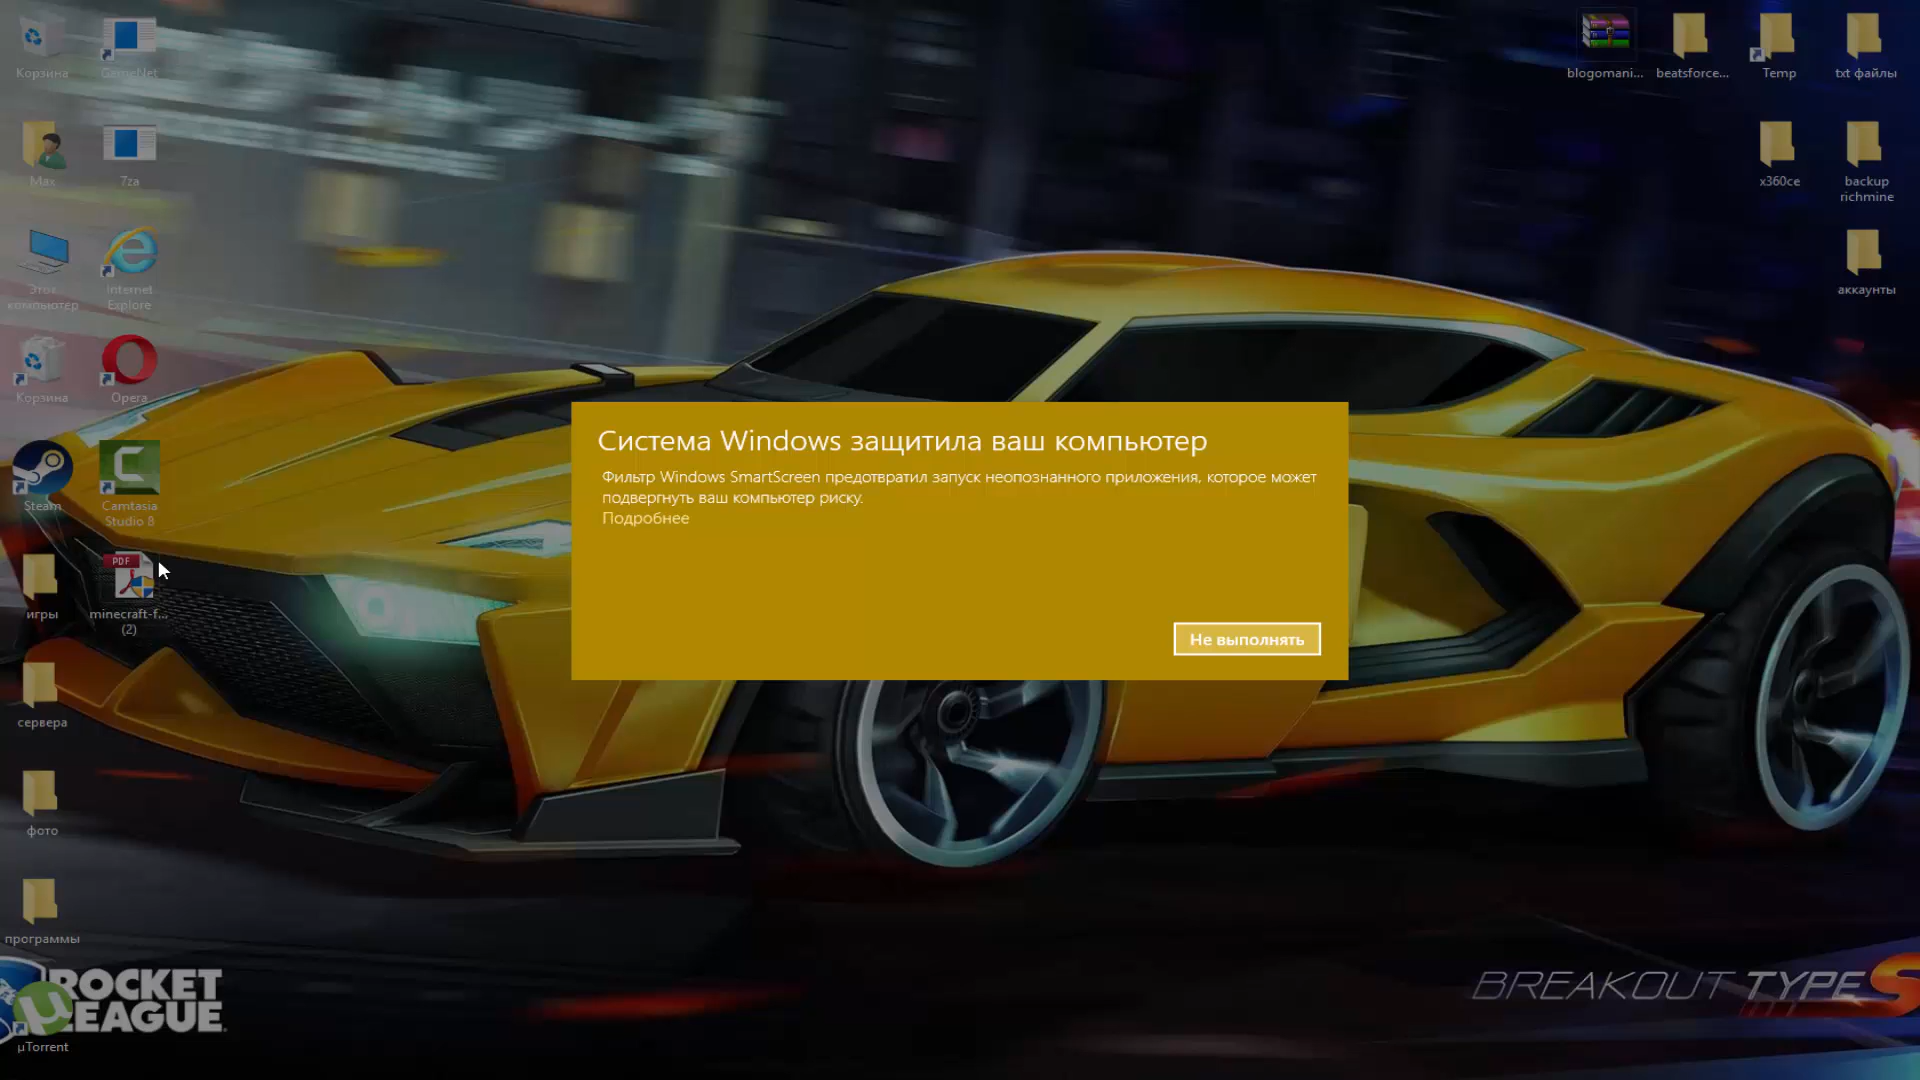 Корзина
GameNet
blogomani...
beatsforce...
Temp
txt файлы
Max
7za
x360ce
backup
richmine
Этот
компьютер
Internet
Explore
аккаунты
Корзина
Opera
Система Windows защитила ваш компьютер
Фильтр Windows SmartScreen предотвратил запуск неопознанного приложения, которое может
подвергнуть ваш компьютер риску.
Подробнее
Не выполнять
Steam
Camtasia
Studio 8
PDF
игры
minecraft-f...
(2)
сервера
фото
программы
ROCKET
LEAGUE
µTorrent
BREAKOUT TYPE S